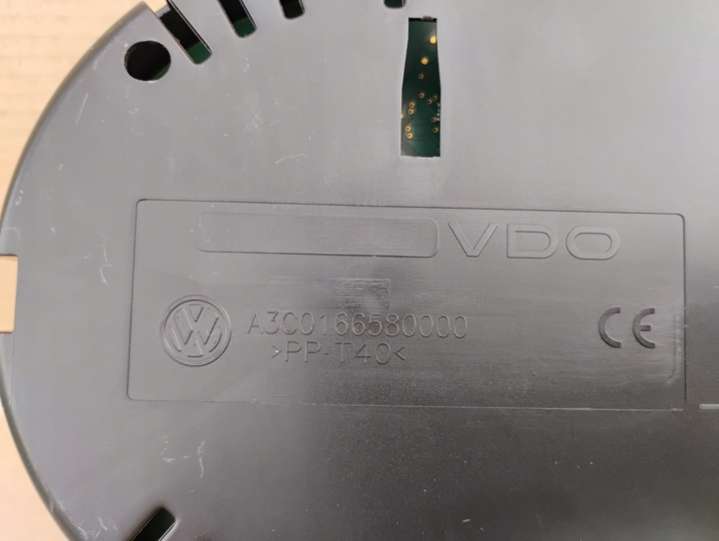 VDO
A3C0166580000
>PP-T40<
CE